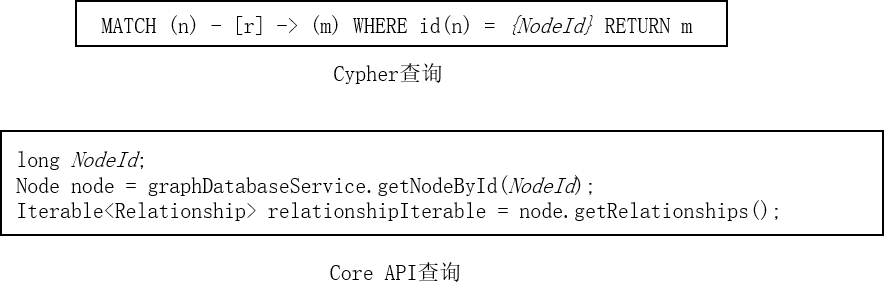 MATCH (n) - [r] -> (m) WHERE id(n) = {NodeId} RETURN m
Cypher查询
long NodeId;
Node node = graphDatabaseService.getNodeById(NodeId);
Iterable<Relationship> relationshipIterable = node.getRelationships();
Core API查询